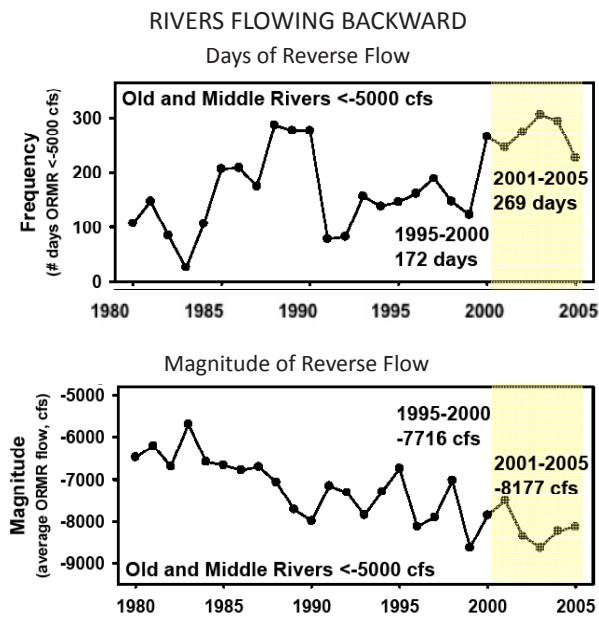 RIVERS FLOWING BACKWARD
Days of Reverse Flow
Old and Middle Rivers <-5000 cfs
Frequency
(# days ORMR <-5000 cfs)
300
200
100
0
2001-2005
269 days
1995-2000
172 days
1980 1985 1990 1995 2000 2005
Magnitude of Reverse Flow
Magnitude
(average ORMR flow, cfs)
-5000
-6000
-7000
-8000
-9000
1995-2000
-7716 cfs
2001-2005
-8177 cfs
Old and Middle Rivers <-5000 cfs
1980 1985 1990 1995 2000 2005